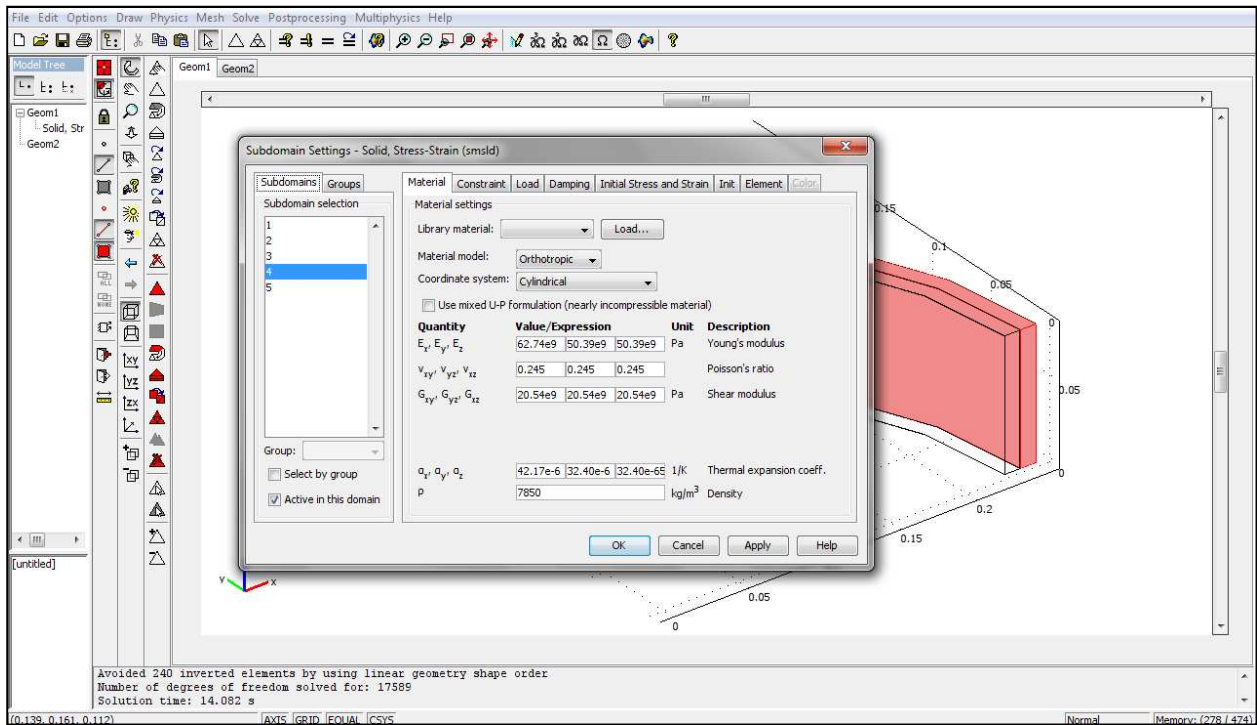 File Edit Options Draw Physics Mesh Solve Postprocessing Multiphysics Help
Model Tree
Geom1 Geom2
Geom1
Solid, Str
Geom2
Subdomain Settings - Solid, Stress-Strain (smsld)
Subdomains Groups
Subdomain selection
1
2
3
4
5
Group:
Select by group
Active in this domain
Material Constraint Load Damping Initial Stress and Strain Init Element Color
Material settings
Library material: Load...
Material model: Orthotropic
Coordinate system: Cylindrical
Use mixed U-P formulation (nearly incompressible material)
Quantity Value/Expression Unit Description
Ex, Ey, Ez 62.74e9 50.39e9 50.39e9 Pa Young's modulus
νxy, νyz, νxz 0.245 0.245 0.245 Poisson's ratio
Gxy, Gyz, Gxz 20.54e9 20.54e9 20.54e9 Pa Shear modulus
αx, αy, αz 42.17e-6 32.40e-6 32.40e-65 1/K Thermal expansion coeff.
ρ 7850 kg/m³ Density
OK Cancel Apply Help
0.15
0.1
0.05
0
0.05
0
0.2
0.15
0.05
0
y x
ALL
xy
yz
zx
[untitled]
Avoided 240 inverted elements by using linear geometry shape order
Number of degrees of freedom solved for: 17589
Solution time: 14.082 s
(0.139, 0.161, 0.112) AXIS GRID EQUAL CSYS Normal Memory: (278 / 474)